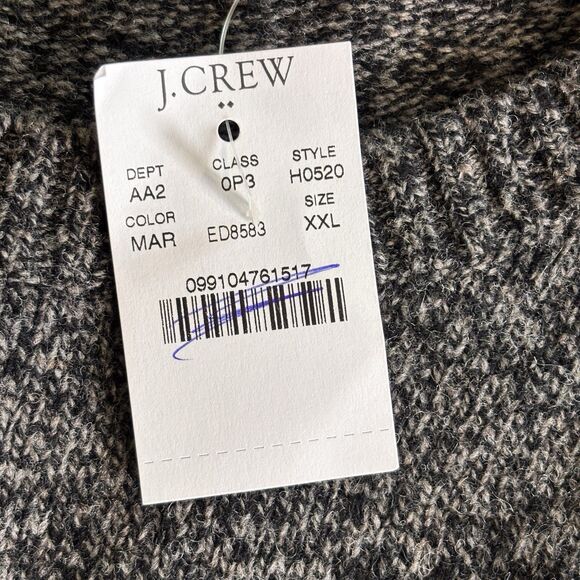 J.CREW
DEPT CLASS STYLE
AA2 0P3 H0520
COLOR SIZE
MAR ED8583 XXL
099104761517